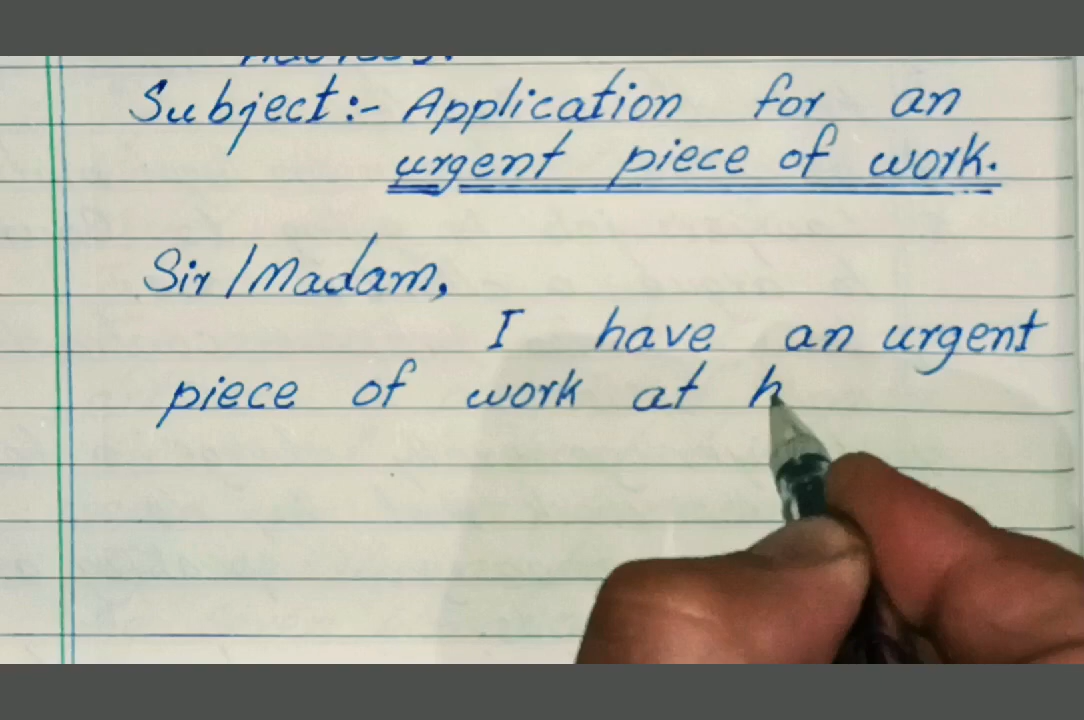 Subject:- Application for an
urgent piece of work.
Sir/Madam,
I have an urgent
piece of work at h